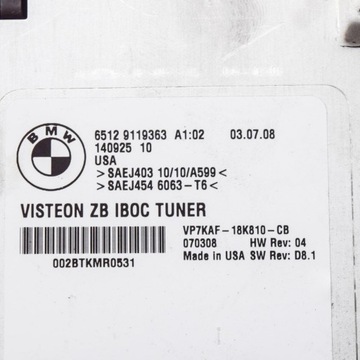 BMW
6512 9119363 A1:02 03.07.08
140925 10
USA
>SAEJ403 10/10/A599<
>SAEJ454 6063-T6<
VISTEON ZB IBOC TUNER
VP7KAF-18K810-CB
070308 HW Rev: 04
Made in USA SW Rev: D8.1
002BTKMR0531